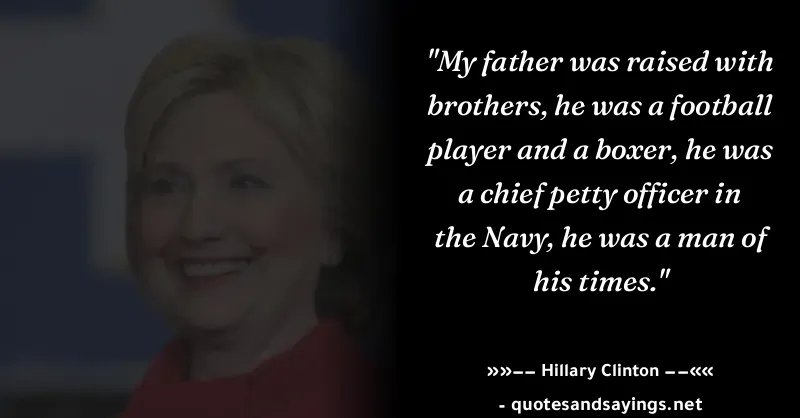 "My father was raised with
brothers, he was a football
player and a boxer, he was
a chief petty officer in
the Navy, he was a man of
his times."
»»–– Hillary Clinton ––««
- quotesandsayings.net